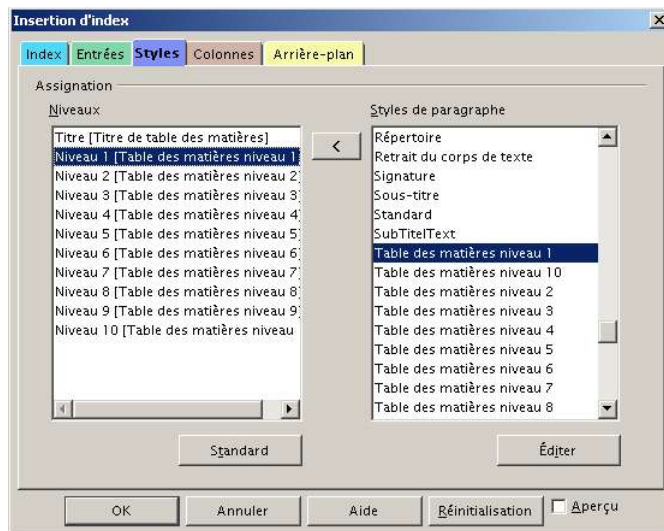 Insertion d'index
Index Entrées Styles Colonnes Arrière-plan
Assignation
Niveaux
Titre [Titre de table des matières]
Niveau 1 [Table des matières niveau 1]
Niveau 2 [Table des matières niveau 2]
Niveau 3 [Table des matières niveau 3]
Niveau 4 [Table des matières niveau 4]
Niveau 5 [Table des matières niveau 5]
Niveau 6 [Table des matières niveau 6]
Niveau 7 [Table des matières niveau 7]
Niveau 8 [Table des matières niveau 8]
Niveau 9 [Table des matières niveau 9]
Niveau 10 [Table des matières niveau
Standard
<
Styles de paragraphe
Répertoire
Retrait du corps de texte
Signature
Sous-titre
Standard
SubTitelText
Table des matières niveau 1
Table des matières niveau 10
Table des matières niveau 2
Table des matières niveau 3
Table des matières niveau 4
Table des matières niveau 5
Table des matières niveau 6
Table des matières niveau 7
Table des matières niveau 8
Éditer
OK Annuler Aide Réinitialisation Aperçu